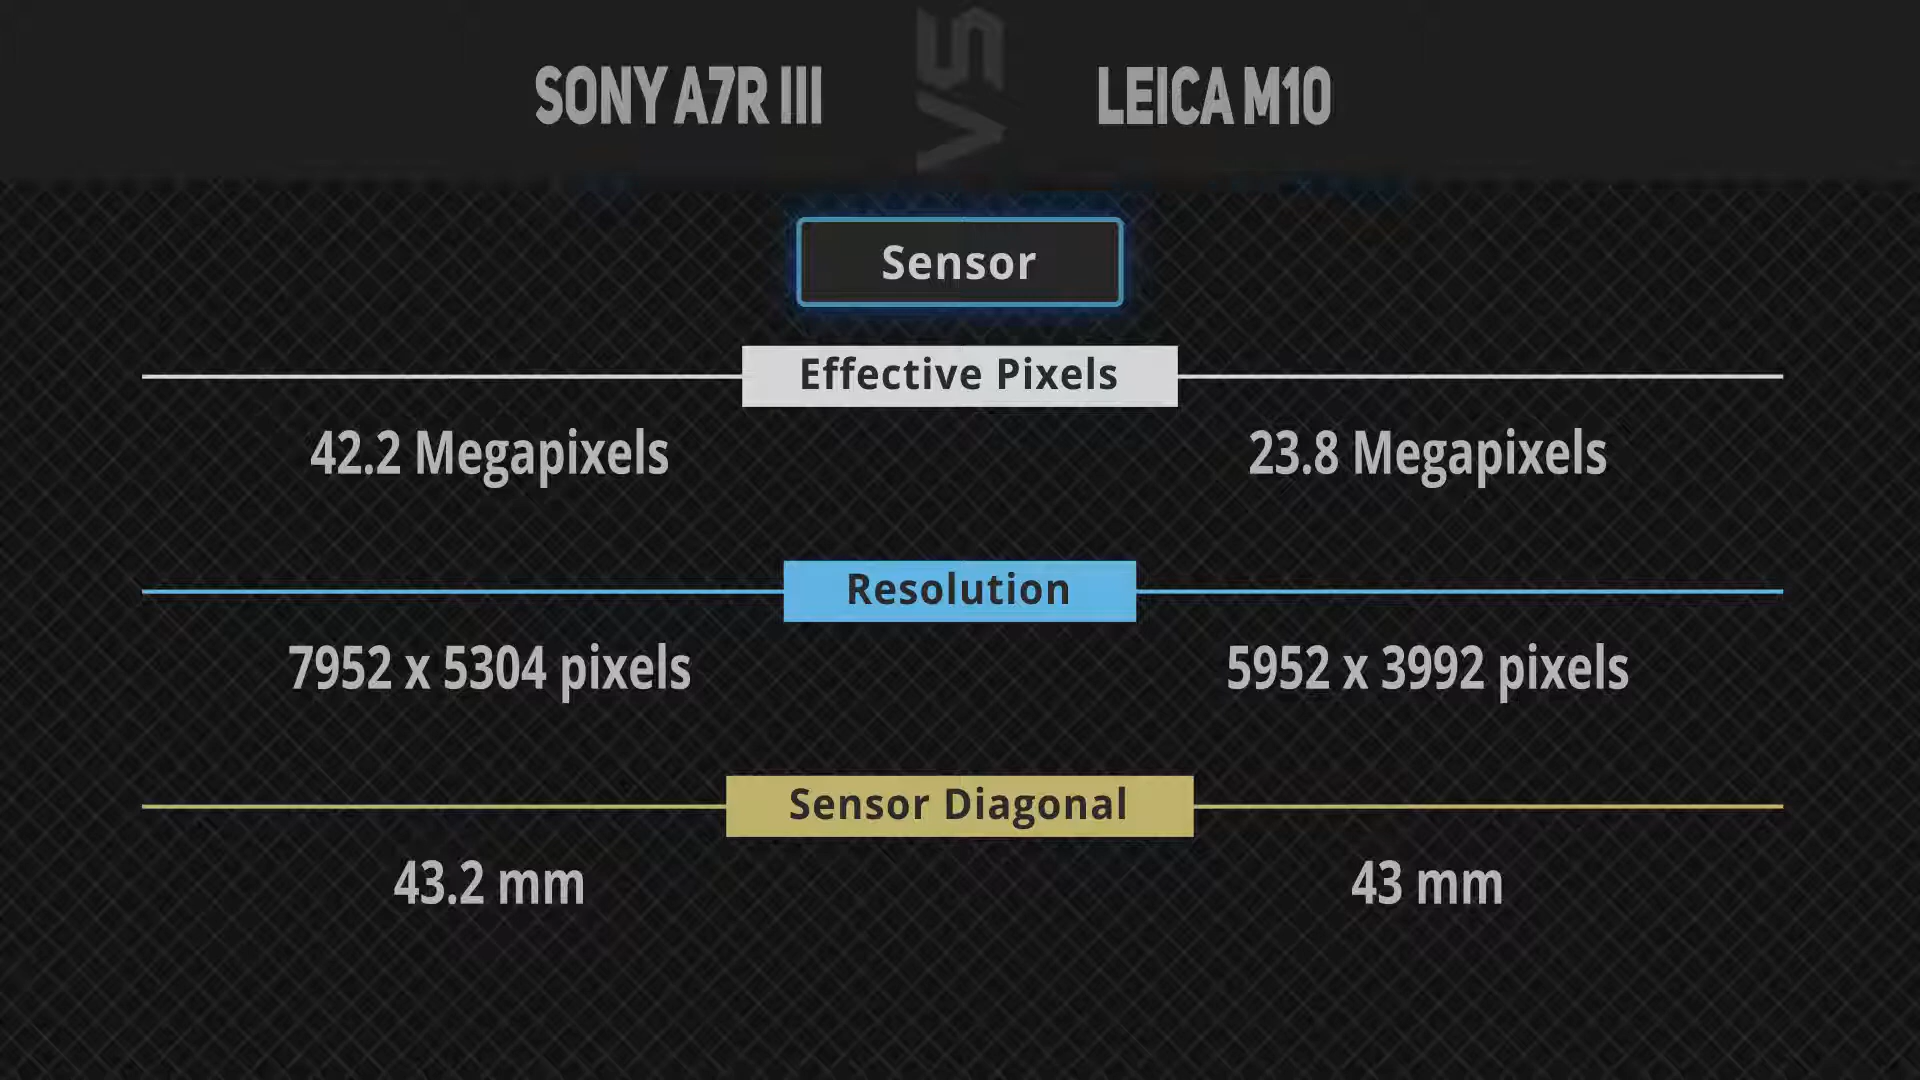 SONY A7R III VS LEICA M10
Sensor
Effective Pixels
42.2 Megapixels 23.8 Megapixels
Resolution
7952 x 5304 pixels 5952 x 3992 pixels
Sensor Diagonal
43.2 mm 43 mm